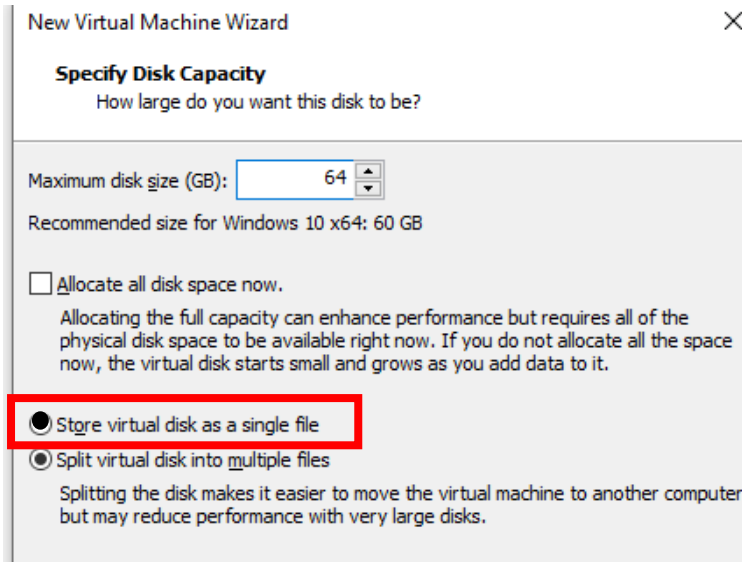 New Virtual Machine Wizard
Specify Disk Capacity
How large do you want this disk to be?
Maximum disk size (GB): 64
Recommended size for Windows 10 x64: 60 GB
Allocate all disk space now.
Allocating the full capacity can enhance performance but requires all of the
physical disk space to be available right now. If you do not allocate all the space
now, the virtual disk starts small and grows as you add data to it.
Store virtual disk as a single file
Split virtual disk into multiple files
Splitting the disk makes it easier to move the virtual machine to another computer
but may reduce performance with very large disks.